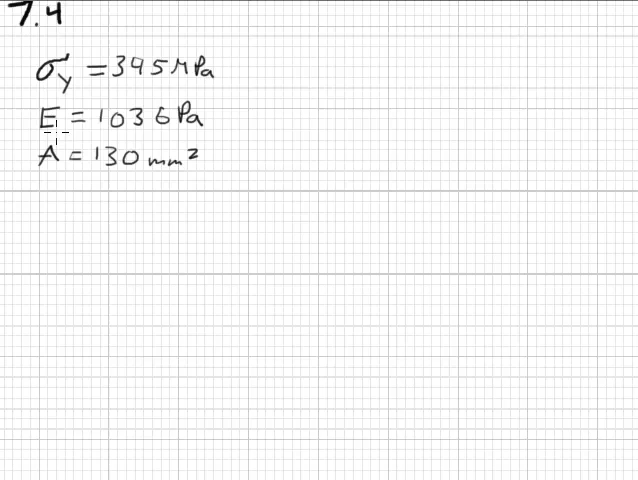 7.4
σY = 345 MPa
E = 103 GPa
A = 130 mm²